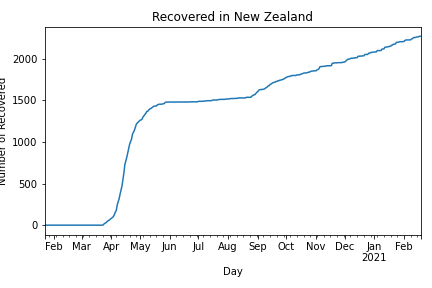 Recovered in New Zealand
Number of Recovered
2000
1500
1000
500
0
Feb Mar Apr May Jun Jul Aug Sep Oct Nov Dec Jan Feb
2021
Day